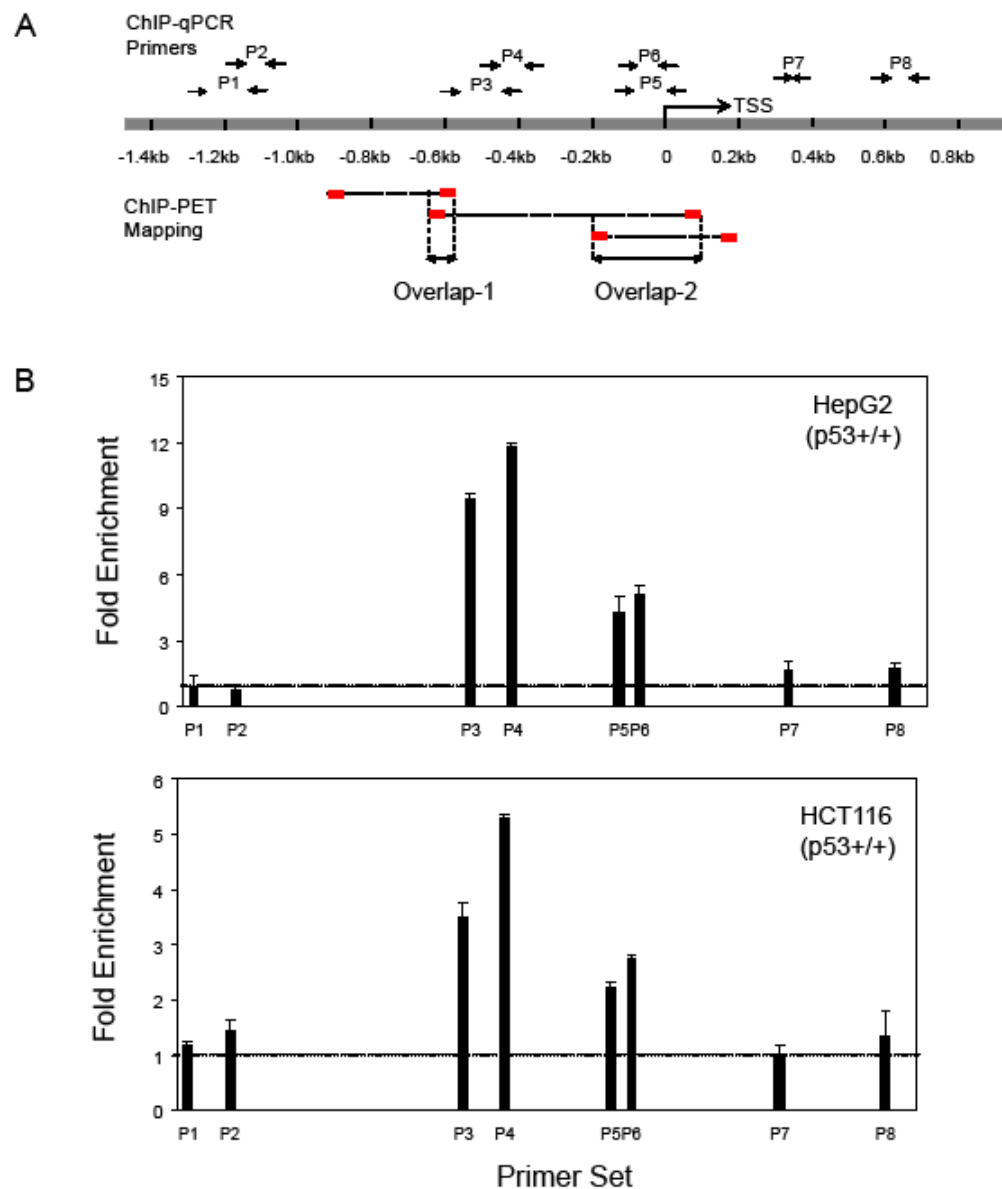 A
ChIP-qPCR
Primers
P2
P4
P6
P7
P8
P1
P3
P5
TSS
-1.4kb -1.2kb -1.0kb -0.8kb -0.6kb -0.4kb -0.2kb 0 0.2kb 0.4kb 0.6kb 0.8kb
ChIP-PET
Mapping
Overlap-1 Overlap-2
B
HepG2
(p53+/+)
Fold Enrichment
15
12
9
6
3
0
P1 P2 P3 P4 P5 P6 P7 P8
HCT116
(p53+/+)
Fold Enrichment
6
5
4
3
2
1
0
P1 P2 P3 P4 P5 P6 P7 P8
Primer Set